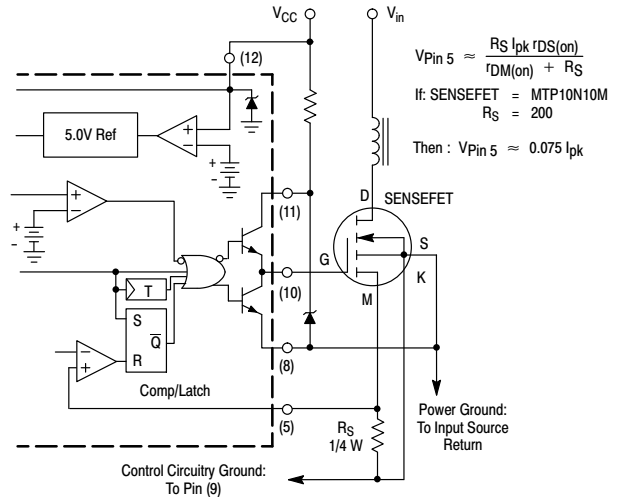 VCC
Vin
(12)
VPin 5 ≈ RS Ipk rDS(on)
rDM(on) + RS
If: SENSEFET = MTP10N10M
RS = 200
Then : VPin 5 ≈ 0.075 Ipk
5.0V Ref
+
-
+
-
+
-
+
-
(11)
D
SENSEFET
S
G
K
M
(10)
T
S
Q
R
-
+
Comp/Latch
(8)
(5)
RS
1/4 W
Power Ground:
To Input Source
Return
Control Circuitry Ground:
To Pin (9)